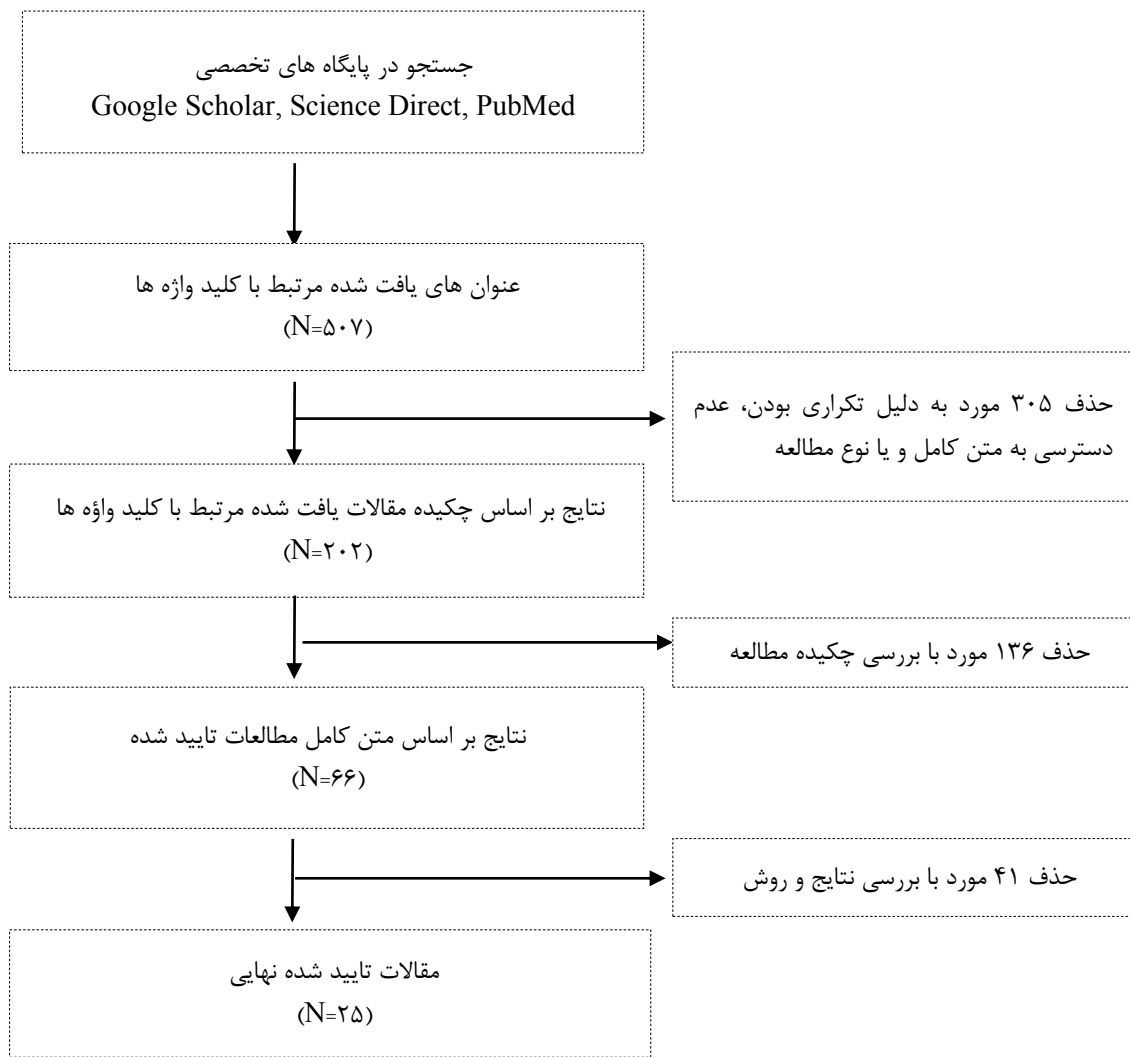 جستجو در پایگاه های تخصصی
Google Scholar, Science Direct, PubMed
عنوان های یافت شده مرتبط با کلید واژه ها
(N=۵۰۷)
حذف ۳۰۵ مورد به دلیل تکراری بودن، عدم
دسترسی به متن کامل و یا نوع مطالعه
نتایج بر اساس چکیده مقالات یافت شده مرتبط با کلید واؤه ها
(N=۲۰۲)
حذف ۱۳۶ مورد با بررسی چکیده مطالعه
نتایج بر اساس متن کامل مطالعات تایید شده
(N=۶۶)
حذف ۴۱ مورد با بررسی نتایج و روش
مقالات تایید شده نهایی
(N=۲۵)